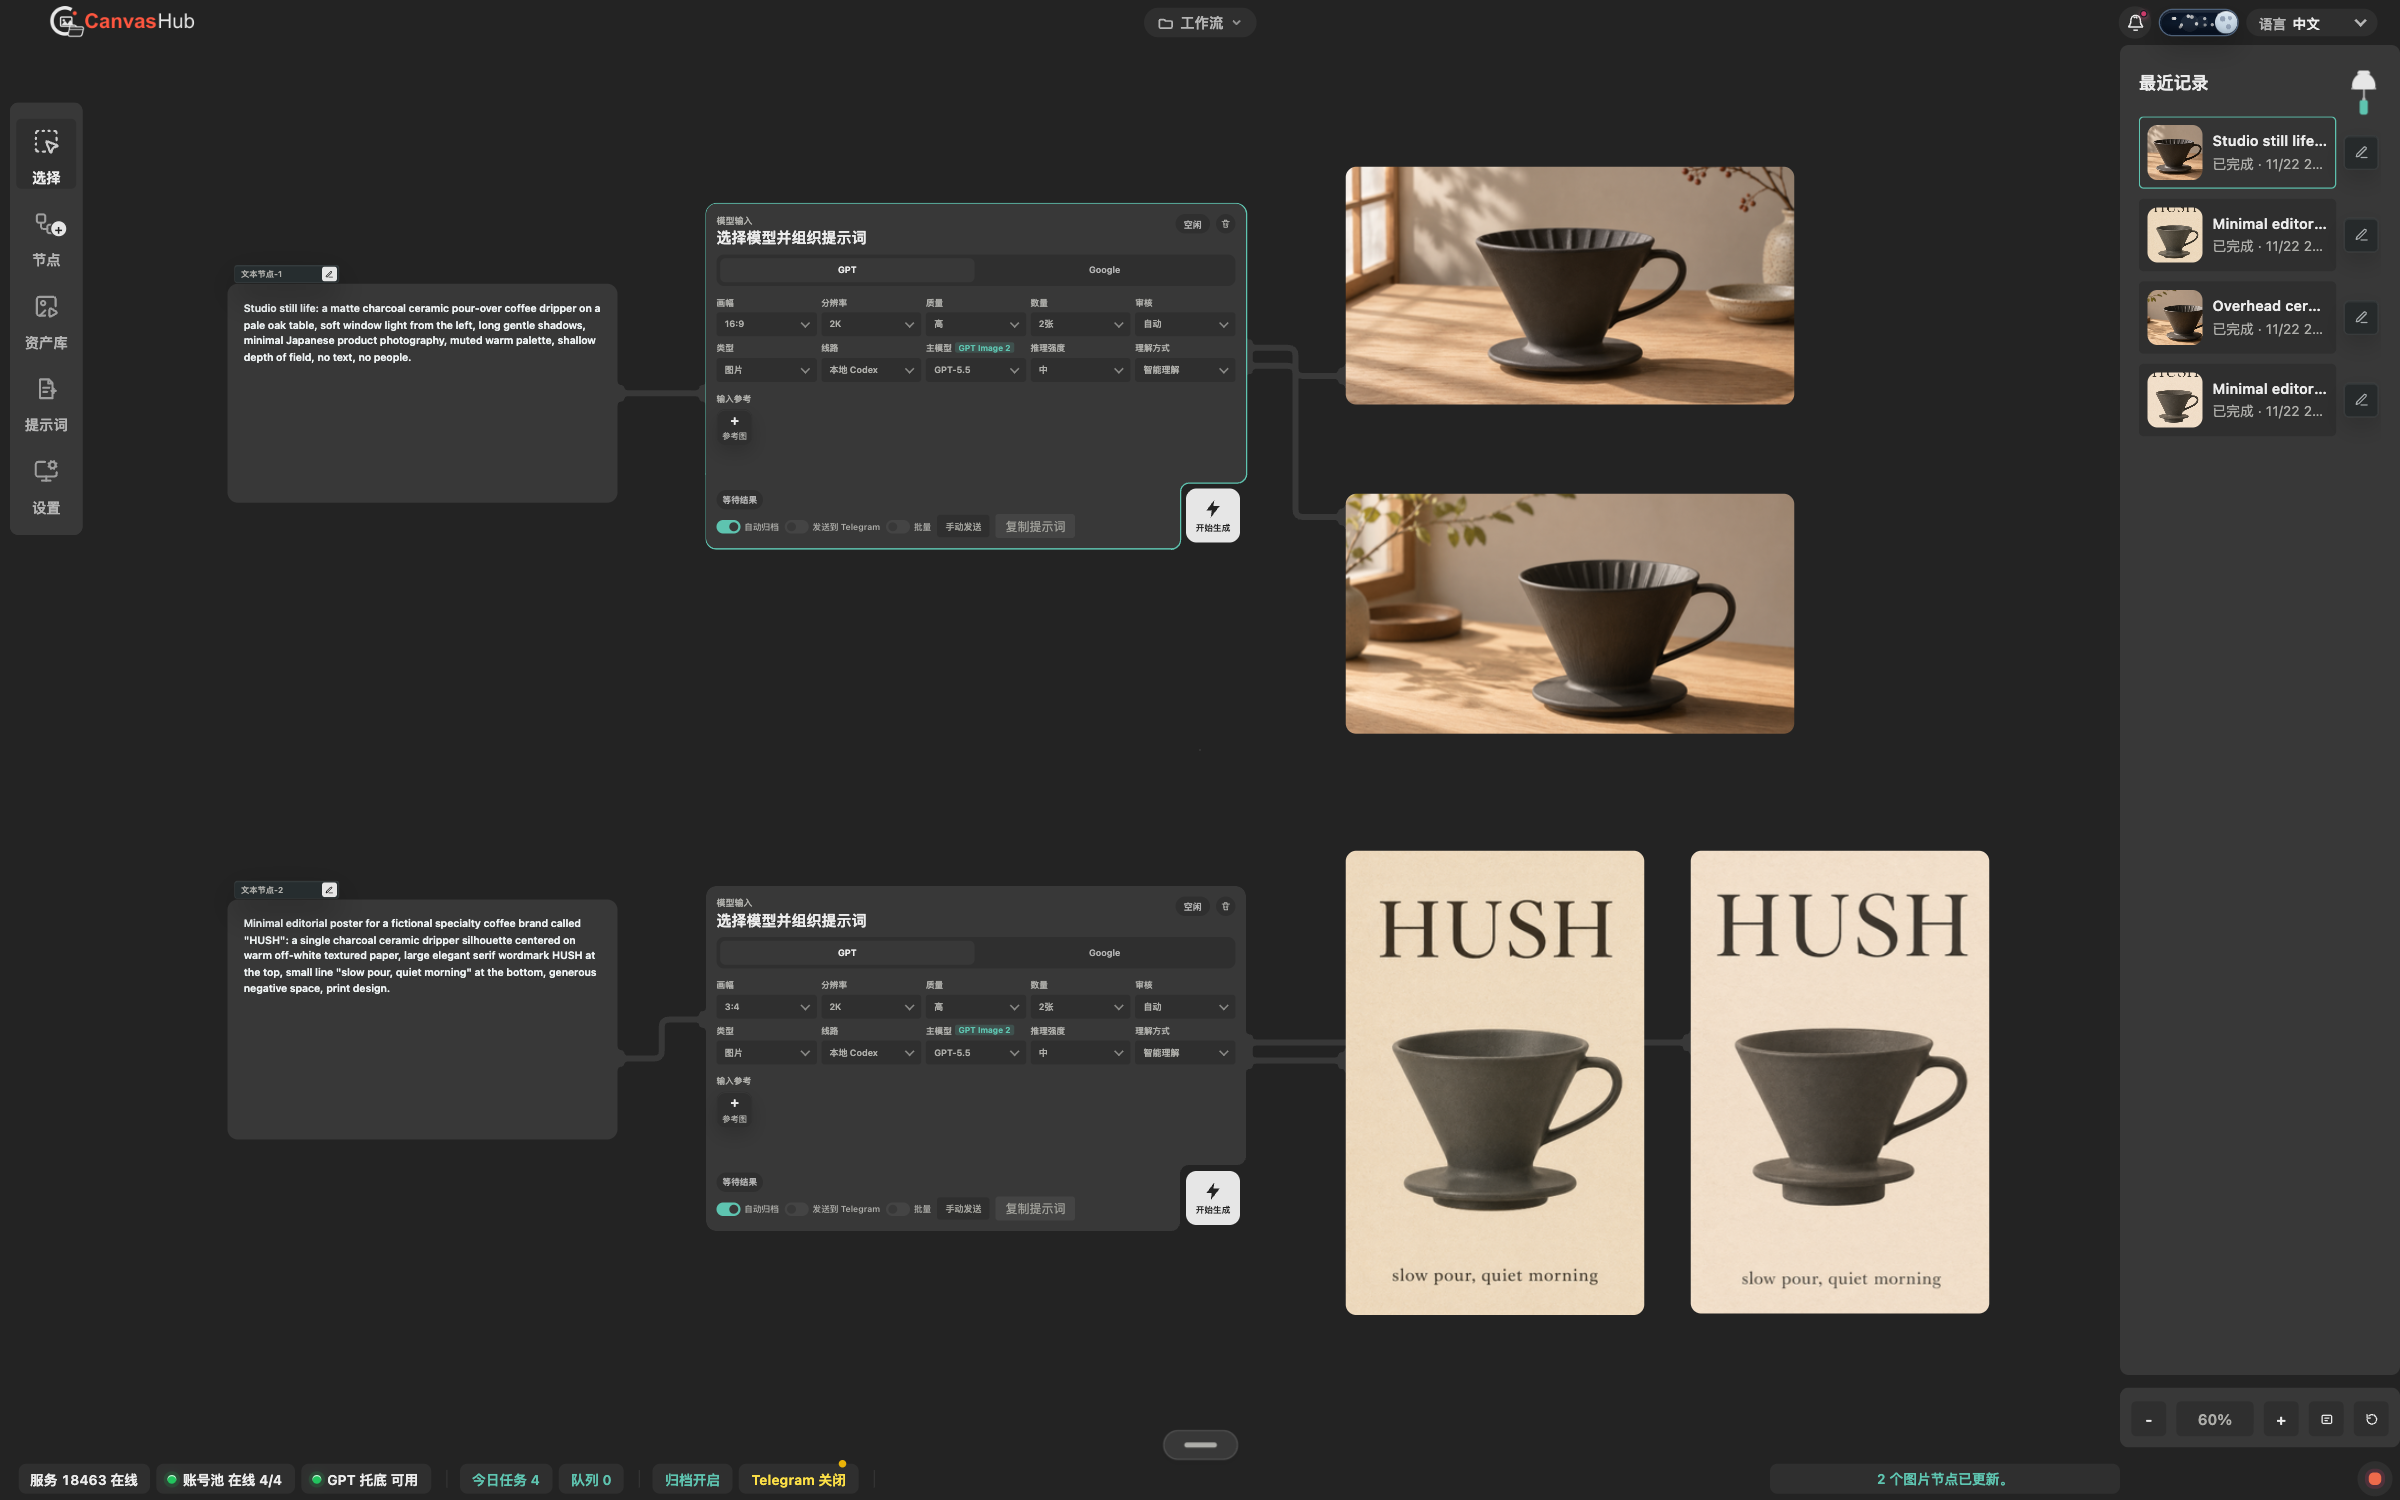 CanvasHub
工作流
语言 中文
选择
节点
资产库
提示词
设置
文本节点-1
Studio still life: a matte charcoal ceramic pour-over coffee dripper on a
pale oak table, soft window light from the left, long gentle shadows,
minimal Japanese product photography, muted warm palette, shallow
depth of field, no text, no people.
模型输入
选择模型并组织提示词
空闲
GPT
Google
画幅
分辨率
质量
数量
审核
16:9
2K
高
2张
自动
类型
线路
主模型 GPT Image 2
推理强度
理解方式
图片
本地 Codex
GPT-5.5
中
智能理解
输入参考
+
参考图
等待结果
自动归档
发送到 Telegram
批量
手动发送
复制提示词
开始生成
文本节点-2
Minimal editorial poster for a fictional specialty coffee brand called
"HUSH": a single charcoal ceramic dripper silhouette centered on
warm off-white textured paper, large elegant serif wordmark HUSH at
the top, small line "slow pour, quiet morning" at the bottom, generous
negative space, print design.
模型输入
选择模型并组织提示词
空闲
GPT
Google
画幅
分辨率
质量
数量
审核
3:4
2K
高
2张
自动
类型
线路
主模型 GPT Image 2
推理强度
理解方式
图片
本地 Codex
GPT-5.5
中
智能理解
输入参考
+
参考图
等待结果
自动归档
发送到 Telegram
批量
手动发送
复制提示词
开始生成
HUSH
slow pour, quiet morning
HUSH
slow pour, quiet morning
最近记录
Studio still life...
已完成 · 11/22 2...
HUSH
Minimal editor...
已完成 · 11/22 2...
Overhead cer...
已完成 · 11/22 2...
HUSH
Minimal editor...
已完成 · 11/22 2...
-
60%
+
服务 18463 在线
账号池 在线 4/4
GPT 托底 可用
今日任务 4
队列 0
归档开启
Telegram 关闭
2 个图片节点已更新。